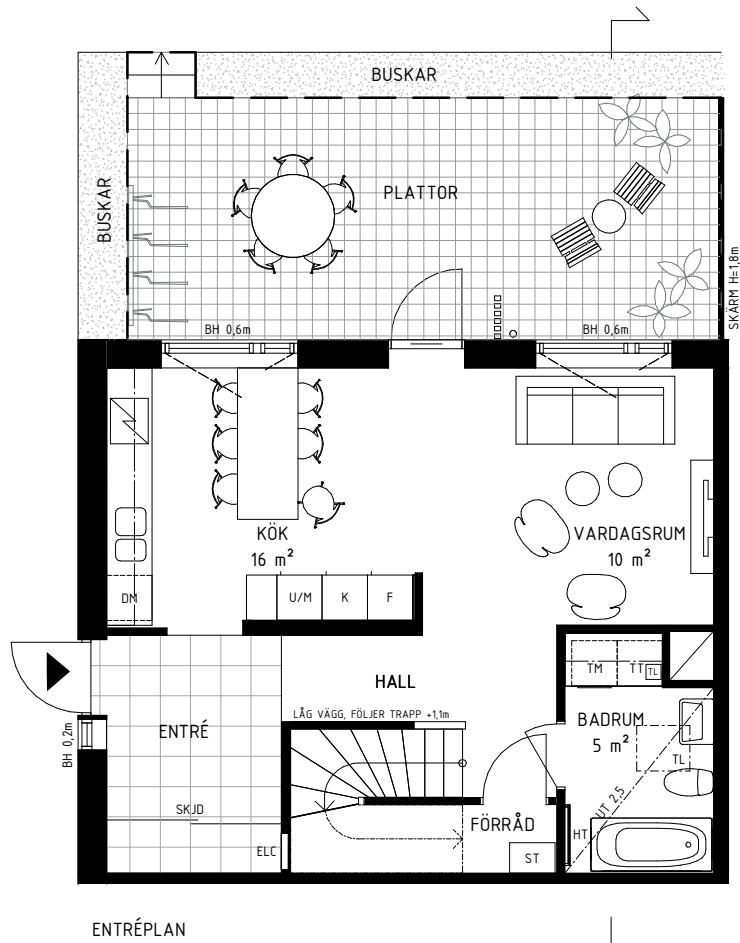 BUSKAR
BUSKAR
PLATTOR
SKÄRM H=1,8m
BH 0,6m
BH 0,6m
KÖK
16 m²
VARDAGSRUM
10 m²
DM
U/M
K
F
HALL
TM
TT
TL
LÅG VÄGG, FÖLJER TRAPP +1,1m
BADRUM
5 m²
ENTRÉ
BH 0,2m
TL
UT 2,5
SKJD
FÖRRÅD
HT
ELC
ST
ENTRÉPLAN